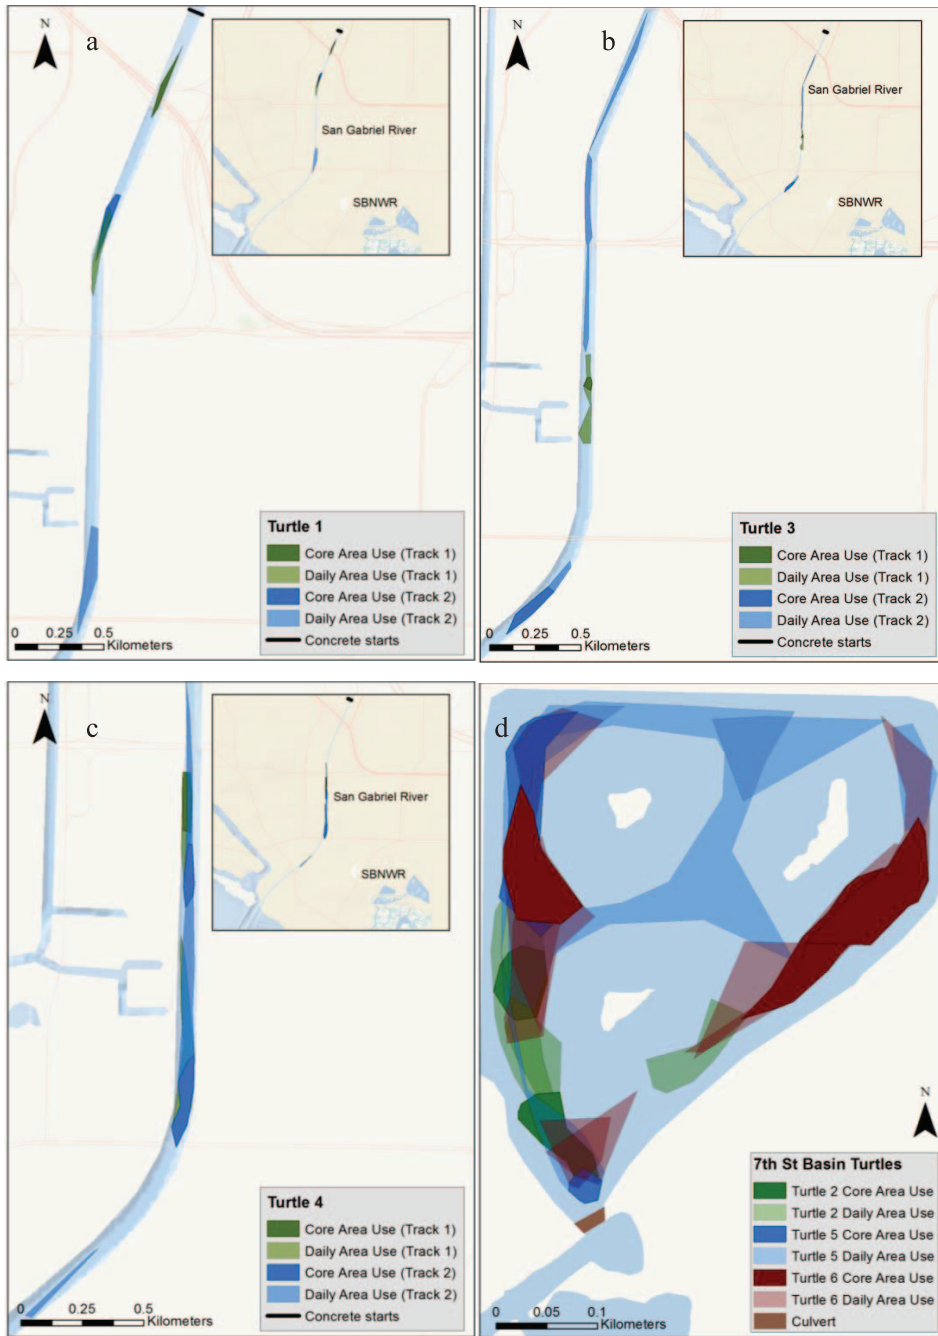 N
a
San Gabriel River
SBNWR
Turtle 1
Core Area Use (Track 1)
Daily Area Use (Track 1)
Core Area Use (Track 2)
Daily Area Use (Track 2)
Concrete starts
0 0.25 0.5
Kilometers
N
b
San Gabriel River
SBNWR
Turtle 3
Core Area Use (Track 1)
Daily Area Use (Track 1)
Core Area Use (Track 2)
Daily Area Use (Track 2)
Concrete starts
0 0.25 0.5
Kilometers
N
c
San Gabriel River
SBNWR
Turtle 4
Core Area Use (Track 1)
Daily Area Use (Track 1)
Core Area Use (Track 2)
Daily Area Use (Track 2)
Concrete starts
0 0.25 0.5
Kilometers
d
N
7th St Basin Turtles
Turtle 2 Core Area Use
Turtle 2 Daily Area Use
Turtle 5 Core Area Use
Turtle 5 Daily Area Use
Turtle 6 Core Area Use
Turtle 6 Daily Area Use
Culvert
0 0.05 0.1
Kilometers